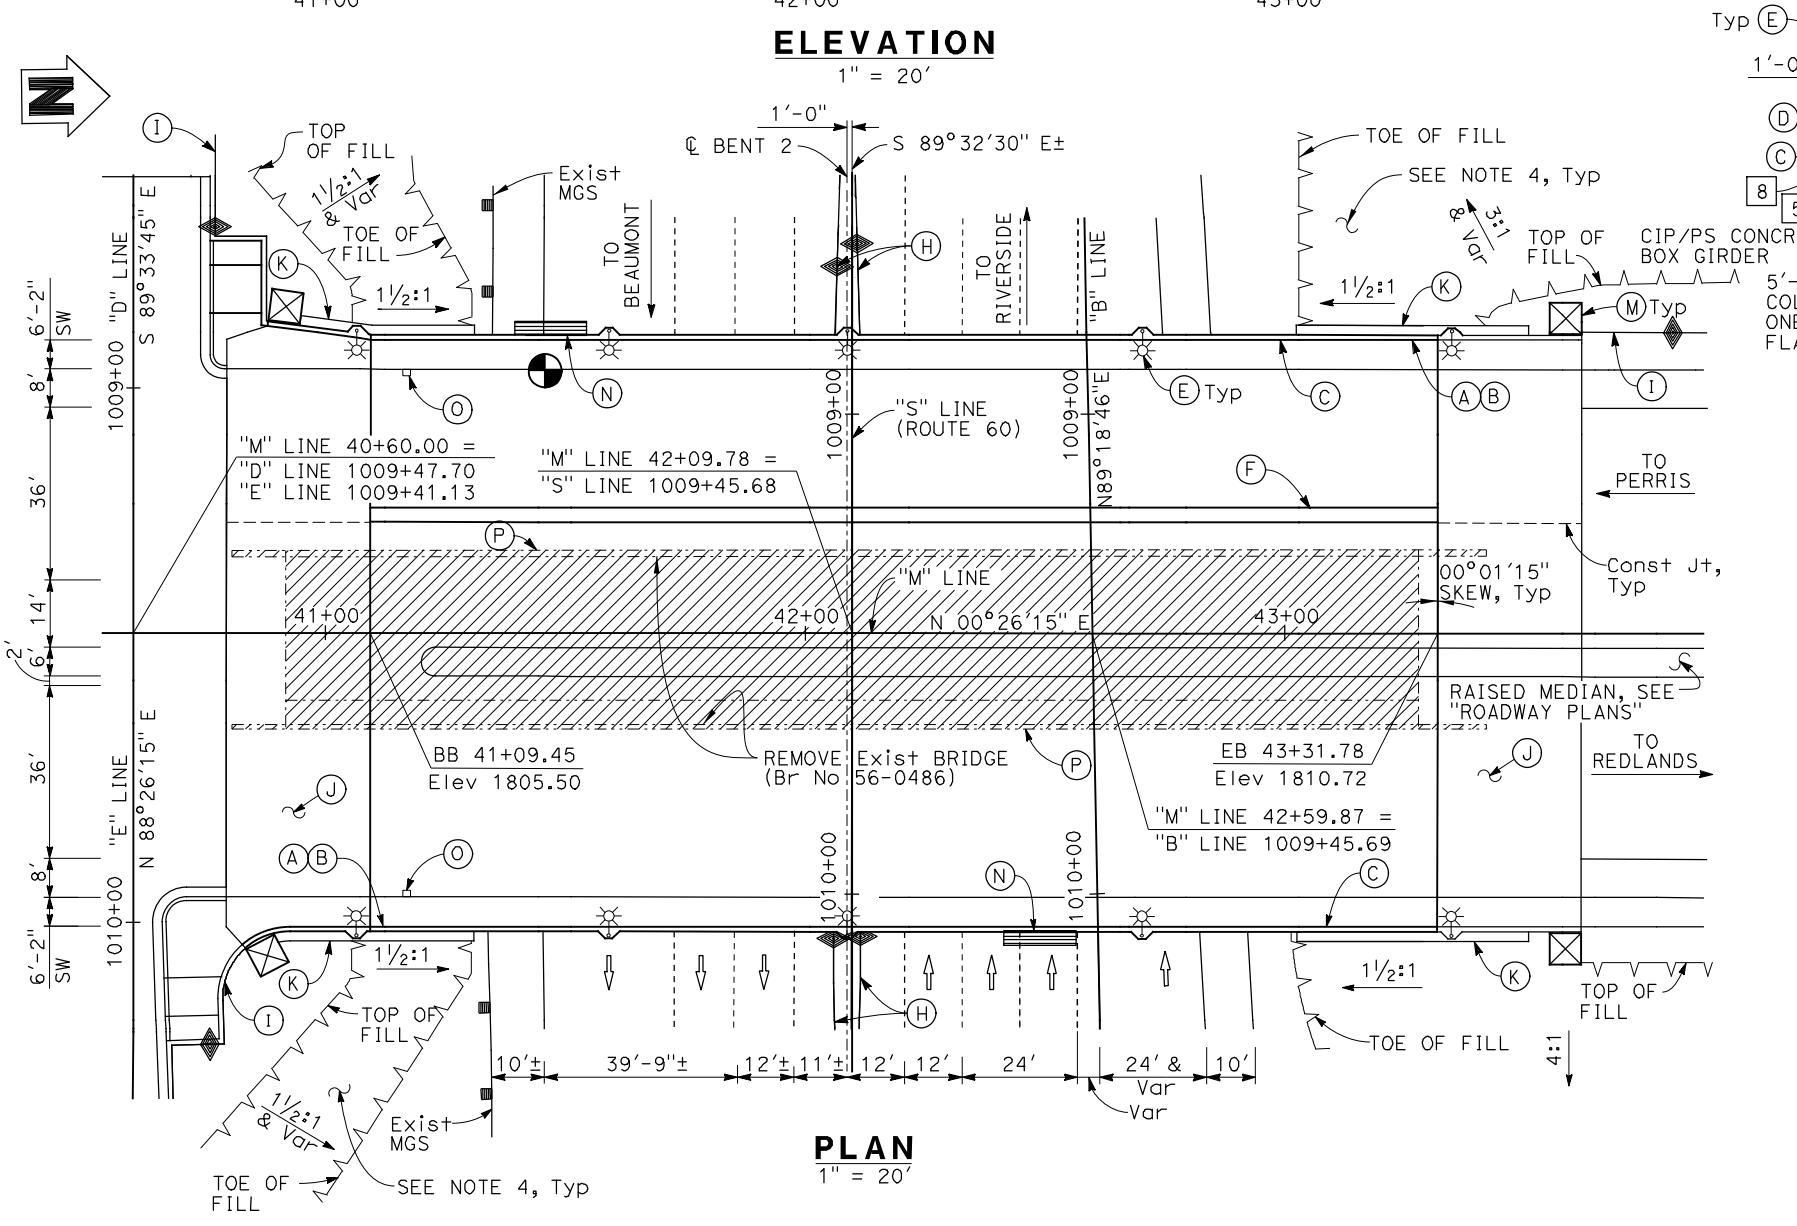 41+00
42+00
43+00
ELEVATION
1" = 20'
Typ E
1'-0
N
I
TOP
OF FILL
1½:1
& Var
TOE OF
FILL
K
1½:1
Exist
MGS
TO
BEAUMONT
1'-0"
℄ BENT 2
S 89°32'30" E±
H
TO
RIVERSIDE
"B" LINE
TOE OF FILL
SEE NOTE 4, Typ
3:1
& Var
TOP OF
FILL
1½:1
K
D
C
8
5
CIP/PS CONCR
BOX GIRDER
5'-
COL
ONE
FLA
M Typ
I
"D" LINE
S 89°33'45" E
1009+00
6'-2"
SW
8'
36'
14'
6'
2'
36'
8'
6'-2"
SW
O
N
1009+00
"S" LINE
(ROUTE 60)
1009+00
N89°18'46"E
E Typ
C
A B
"M" LINE 40+60.00 =
"D" LINE 1009+47.70
"E" LINE 1009+41.13
"M" LINE 42+09.78 =
"S" LINE 1009+45.68
F
TO
PERRIS
P
"M" LINE
00°01'15"
SKEW, Typ
Const Jt,
Typ
41+00
42+00
N 00°26'15" E
43+00
RAISED MEDIAN, SEE
"ROADWAY PLANS"
BB 41+09.45
Elev 1805.50
REMOVE Exist BRIDGE
(Br No 56-0486)
P
EB 43+31.78
Elev 1810.72
TO
REDLANDS
J
J
"M" LINE 42+59.87 =
"B" LINE 1009+45.69
"E" LINE
N 88°26'15" E
1010+00
A B
O
1010+00
N
1010+00
C
1½:1
K
I
TOP OF
FILL
H
1½:1
K
TOP OF
FILL
TOE OF FILL
4:1
10'±
39'-9"±
12'±
11'±
12'
12'
24'
24' &
Var
10'
Var
1½:1
& Var
Exist
MGS
TOE OF
FILL
SEE NOTE 4, Typ
PLAN
1" = 20'